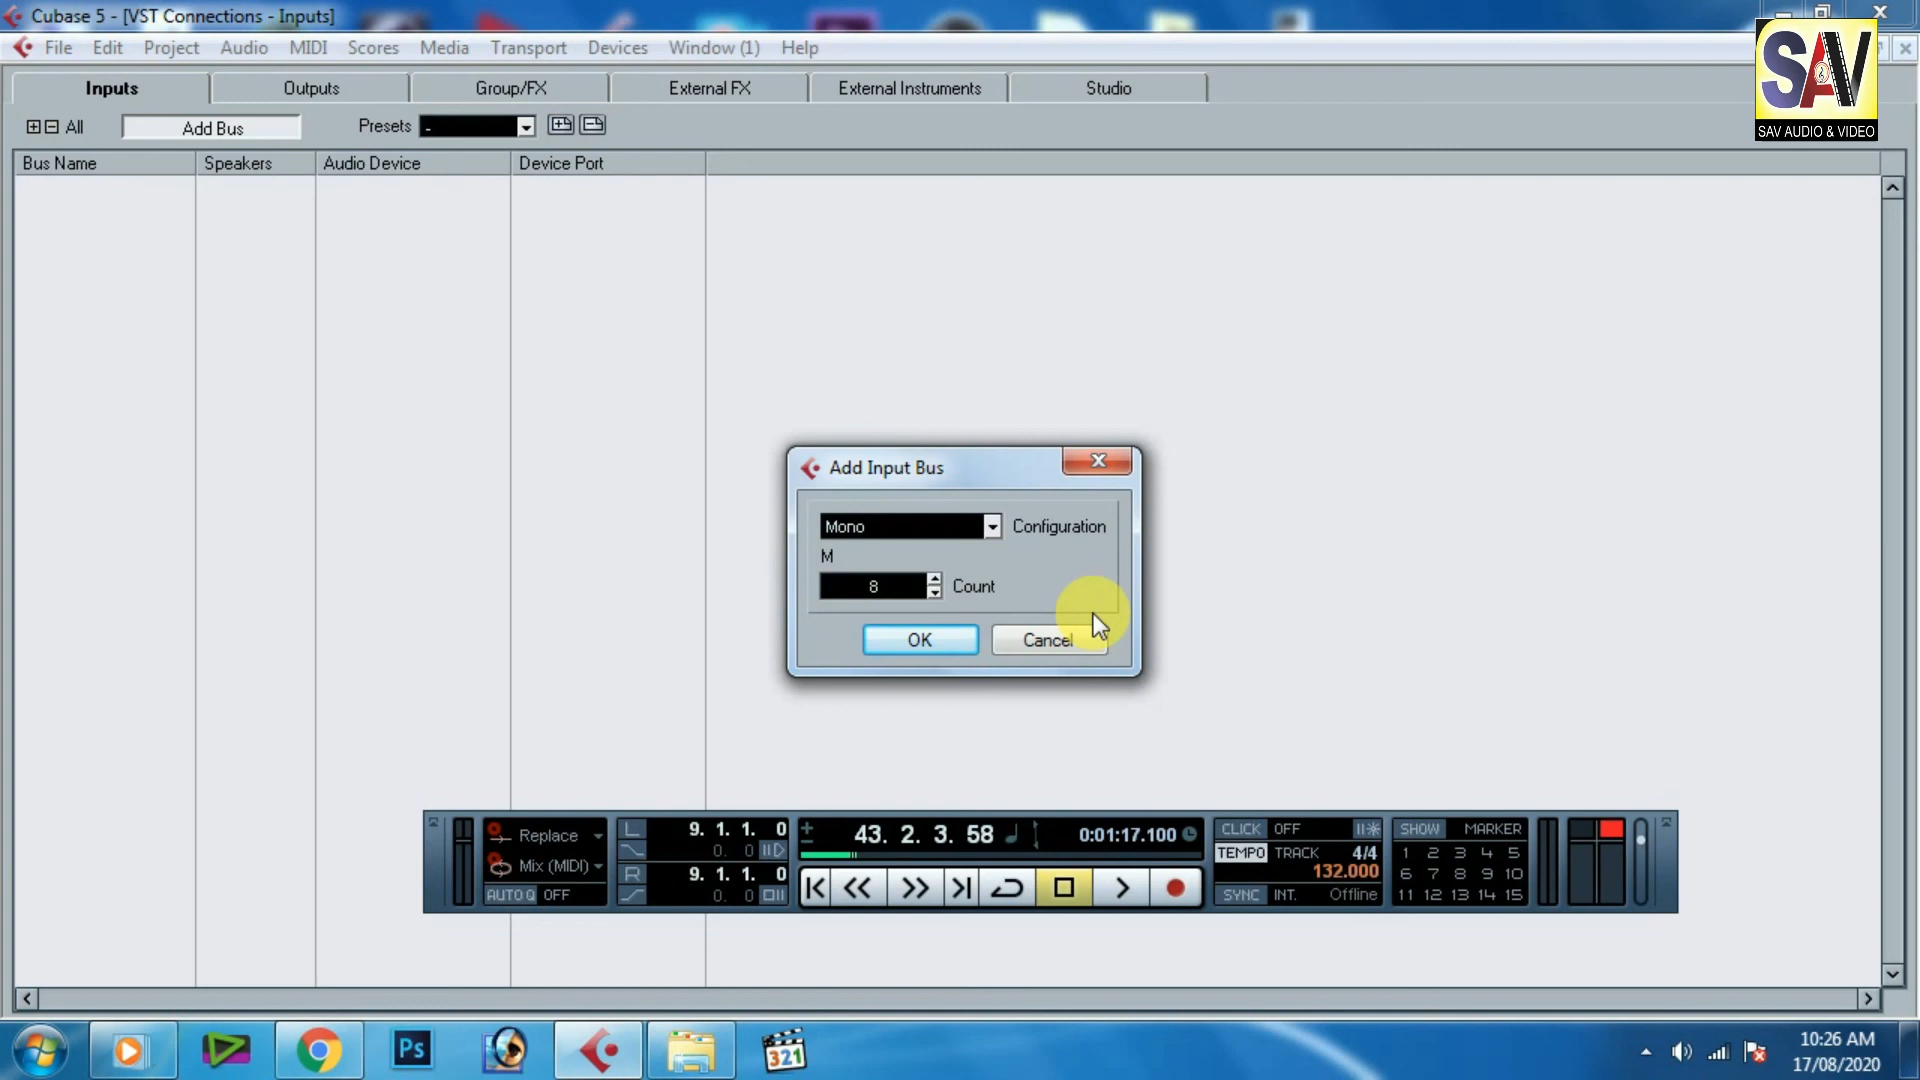 Cubase 5 - [VST Connections - Inputs]
File Edit Project Audio MIDI Scores Media Transport Devices Window (1) Help
SAV
SAV AUDIO & VIDEO
Inputs Outputs Group/FX External FX External Instruments Studio
All Add Bus Presets -
Bus Name Speakers Audio Device Device Port
Add Input Bus
Mono Configuration
M
8 Count
OK Cancel
Replace
Mix (MIDI)
AUTO Q OFF
L 9. 1. 1. 0
0. 0
R 9. 1. 1. 0
0. 0
43. 2. 3. 58 0:01:17.100
CLICK OFF
TEMPO TRACK 4/4
132.000
SYNC INT. Offline
SHOW MARKER
1 2 3 4 5
6 7 8 9 10
11 12 13 14 15
Ps
321
10:26 AM
17/08/2020